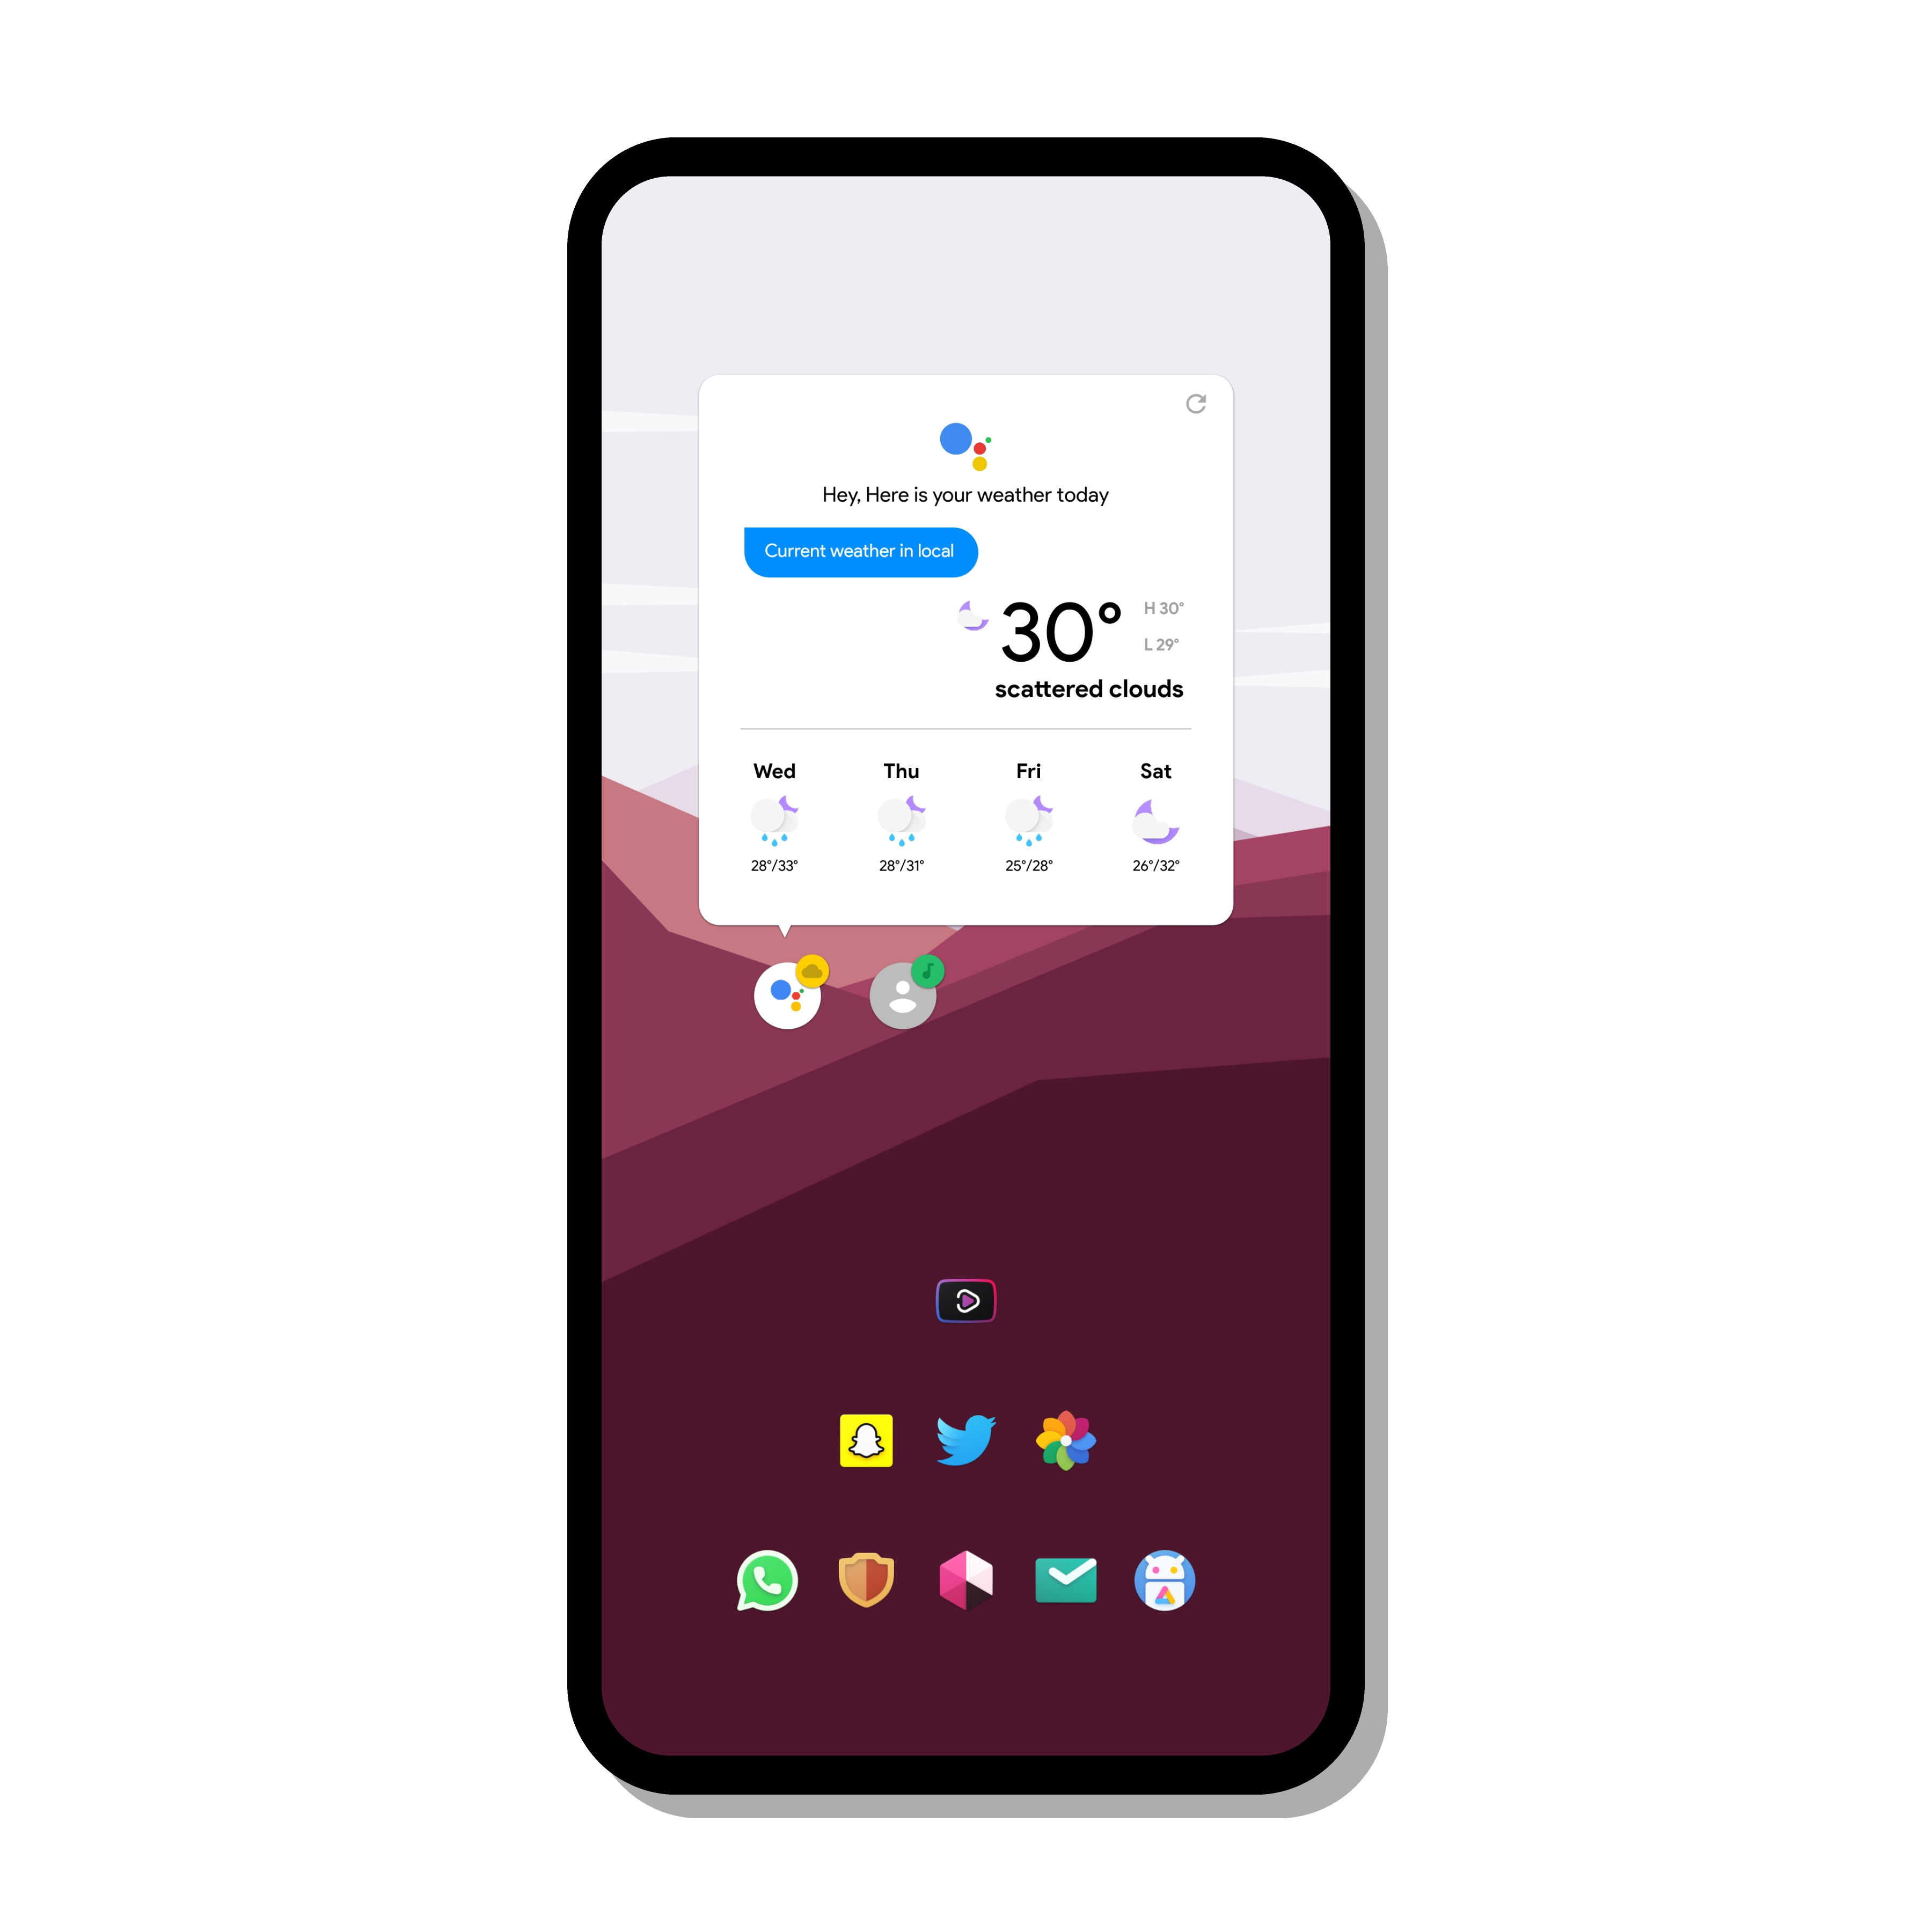 Hey, Here is your weather today
Current weather in local
30°
H 30°
L 29°
scattered clouds
Wed Thu Fri Sat
28°/33° 28°/31° 25°/28° 26°/32°